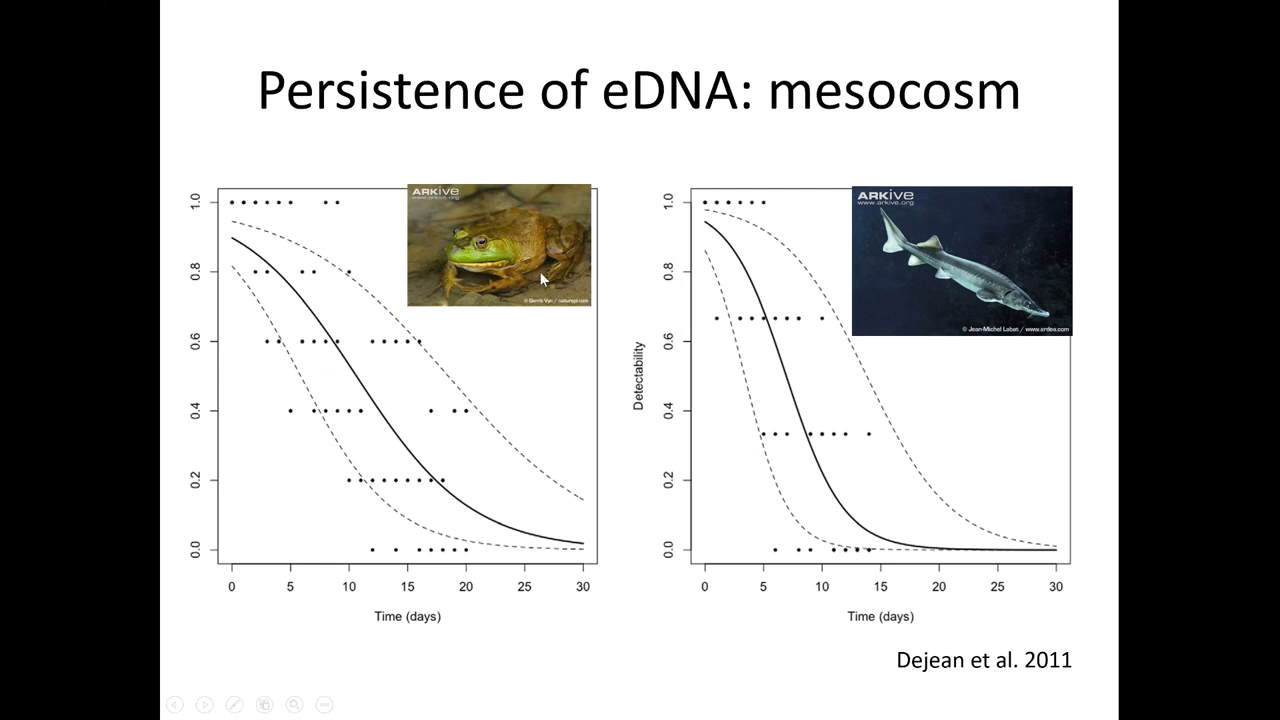 Persistence of eDNA: mesocosm
1.0
0.8
0.6
0.4
0.2
0.0
0 5 10 15 20 25 30
Time (days)
ARKive
www.arkive.org
Detectability
1.0
0.8
0.6
0.4
0.2
0.0
0 5 10 15 20 25 30
Time (days)
ARKive
www.arkive.org
© Jean-Michel Labat / www.ardea.com
Dejean et al. 2011